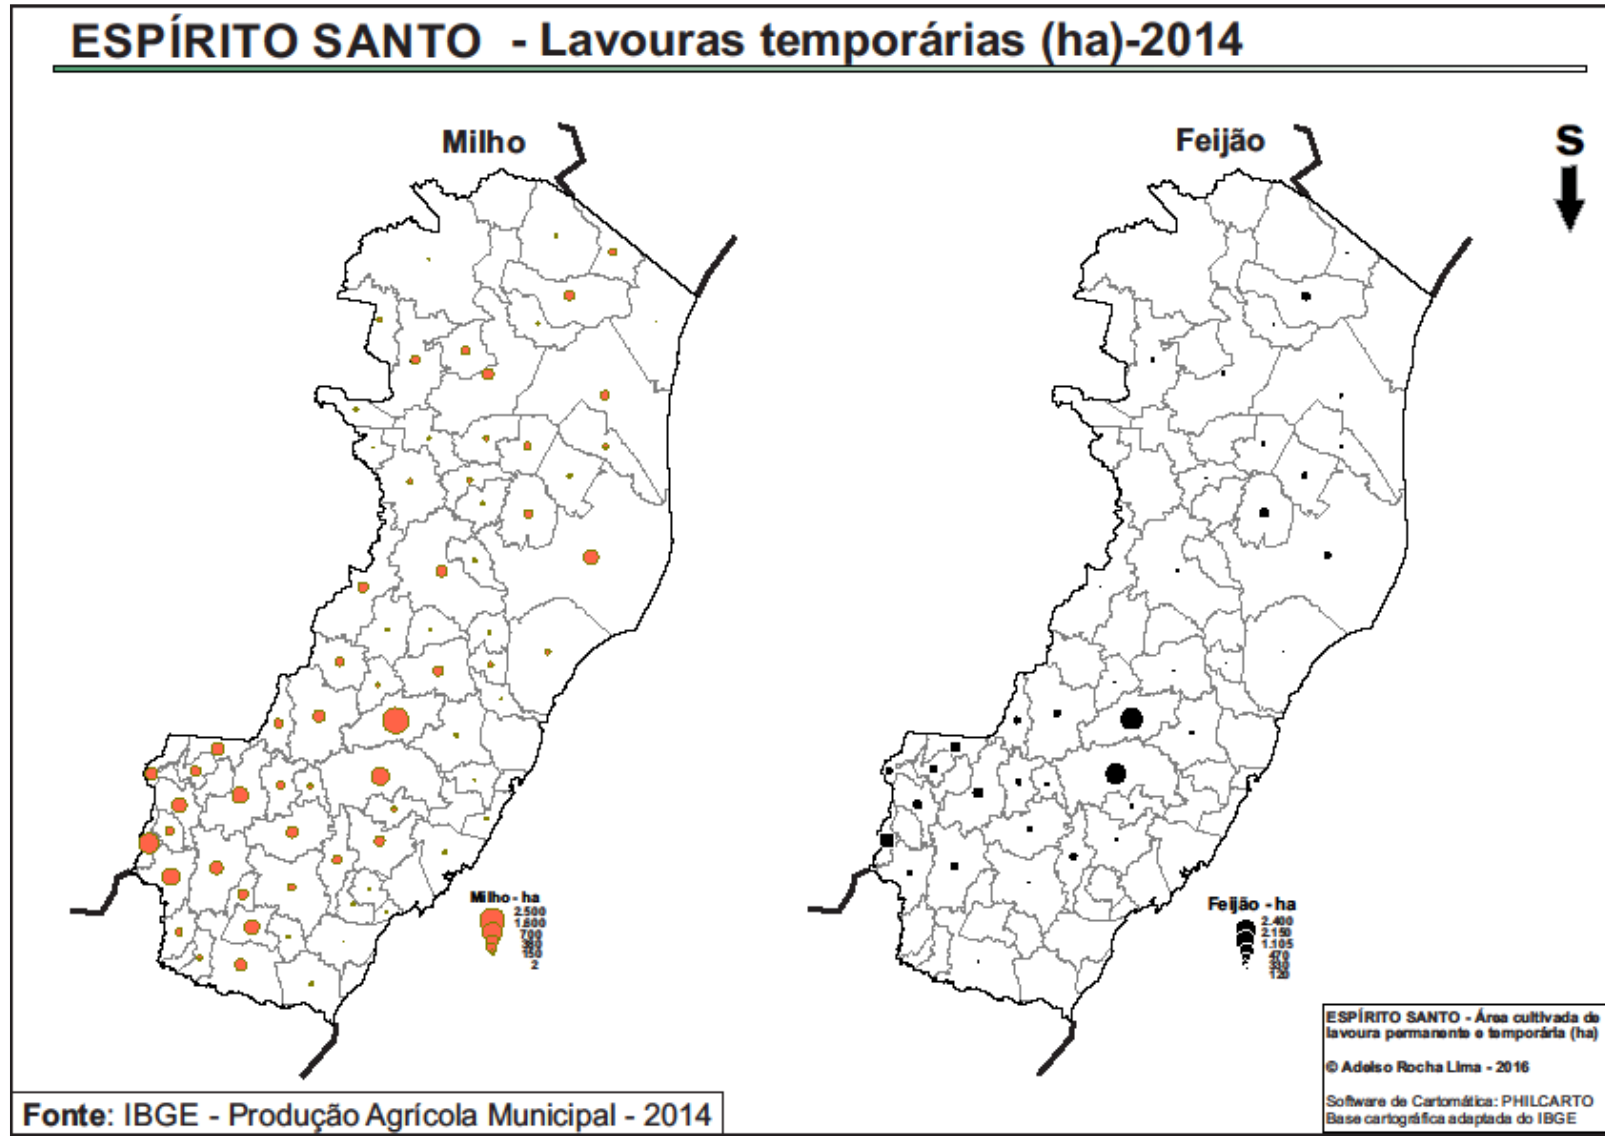 ESPÍRITO SANTO - Lavouras temporárias (ha)-2014
Milho
Feijão
S
Milho - ha
2.500
1.600
700
380
150
2
Feijão - ha
2.400
2.150
1.105
470
330
120
ESPÍRITO SANTO - Área cultivada de
lavoura permanente e temporária (ha)
© Adelso Rocha Lima - 2016
Software de Cartomática: PHILCARTO
Base cartográfica adaptada do IBGE
Fonte: IBGE - Produção Agrícola Municipal - 2014